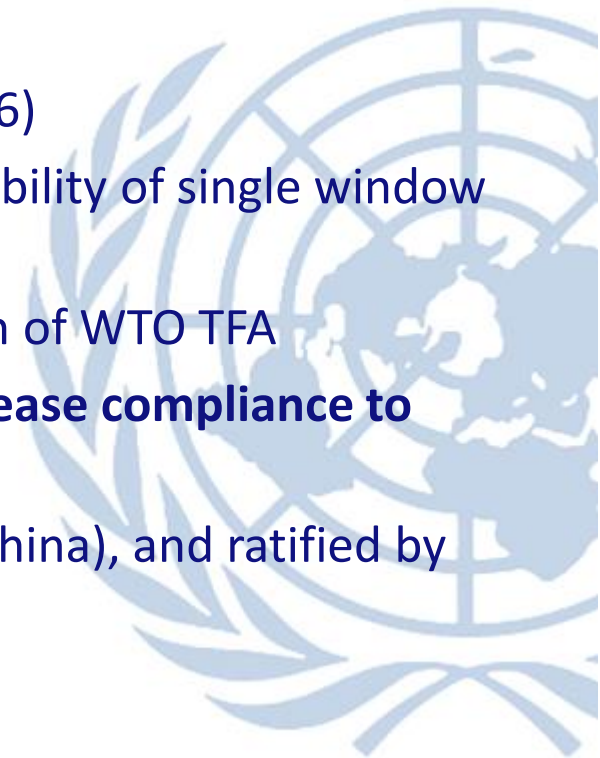 6)
bility of single window
n of WTO TFA
ease compliance to
hina), and ratified by